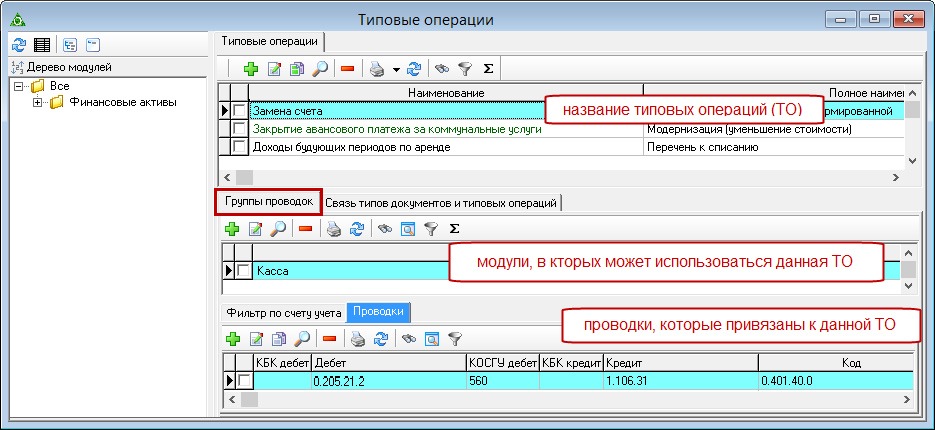 Типовые операции
Типовые операции
Дерево модулей
Все
Финансовые активы
Наименование
Полное наимен
Замена счета
рмированной
название типовых операций (ТО)
Закрытие авансового платежа за коммунальные услуги
Модернизация (уменьшение стоимости)
Доходы будующих периодов по аренде
Перечень к списанию
Группы проводок
Связь типов документов и типовых операций
Касса
модули, в кторых может использоваться данная ТО
Фильтр по счету учета
Проводки
проводки, которые привязаны к данной ТО
КБК дебет Дебет КОСГУ дебет КБК кредит Кредит Код
0.205.21.2 560 1.106.31 0.401.40.0